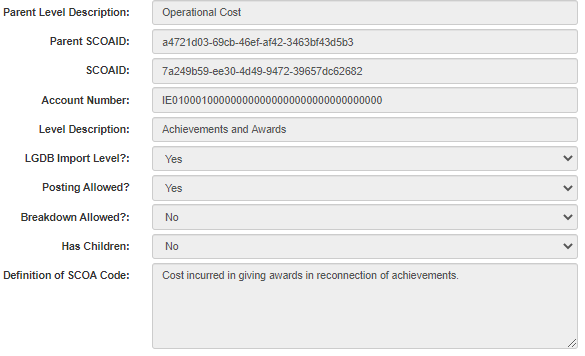 Parent Level Description: Operational Cost
Parent SCOAID: a4721d03-69cb-46ef-af42-3463bf43d5b3
SCOAID: 7a249b59-ee30-4d49-9472-39657dc62682
Account Number: IE010001000000000000000000000000000000
Level Description: Achievements and Awards
LGDB Import Level?: Yes
Posting Allowed? Yes
Breakdown Allowed?: No
Has Children: No
Definition of SCOA Code: Cost incurred in giving awards in reconnection of achievements.